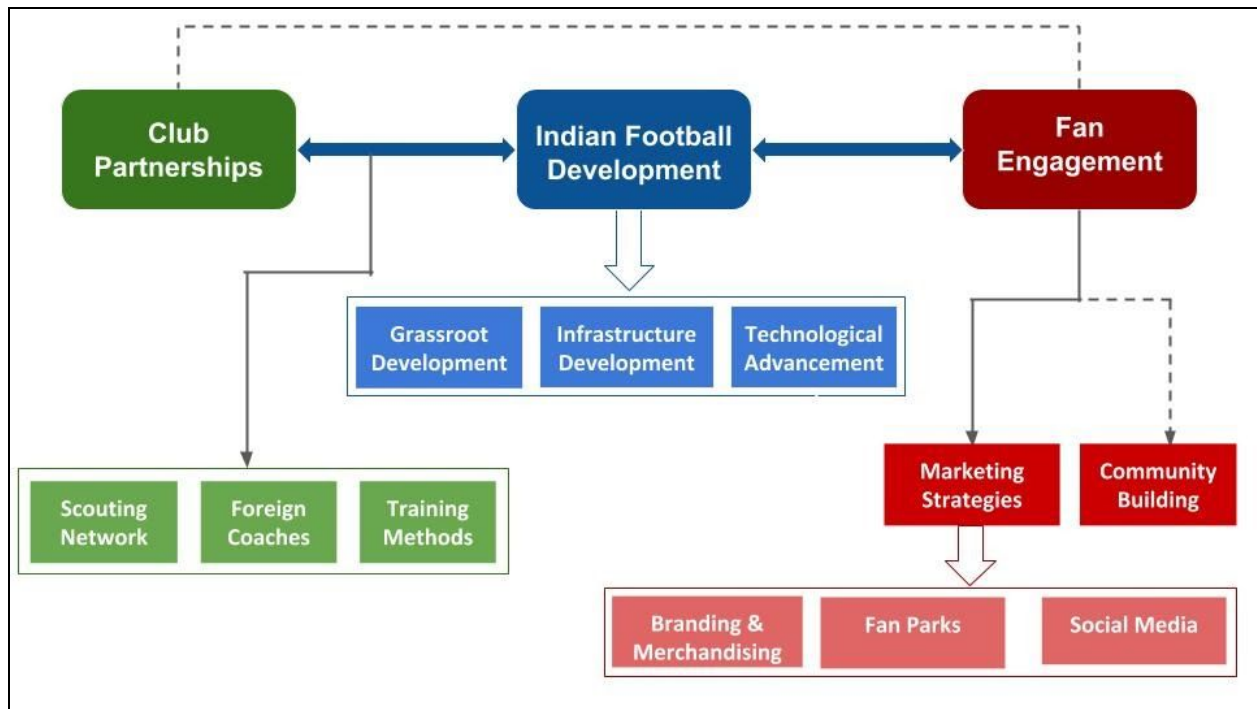 Club
Partnerships
Indian Football
Development
Fan
Engagement
Grassroot
Development
Infrastructure
Development
Technological
Advancement
Scouting
Network
Foreign
Coaches
Training
Methods
Marketing
Strategies
Community
Building
Branding &
Merchandising
Fan Parks
Social Media